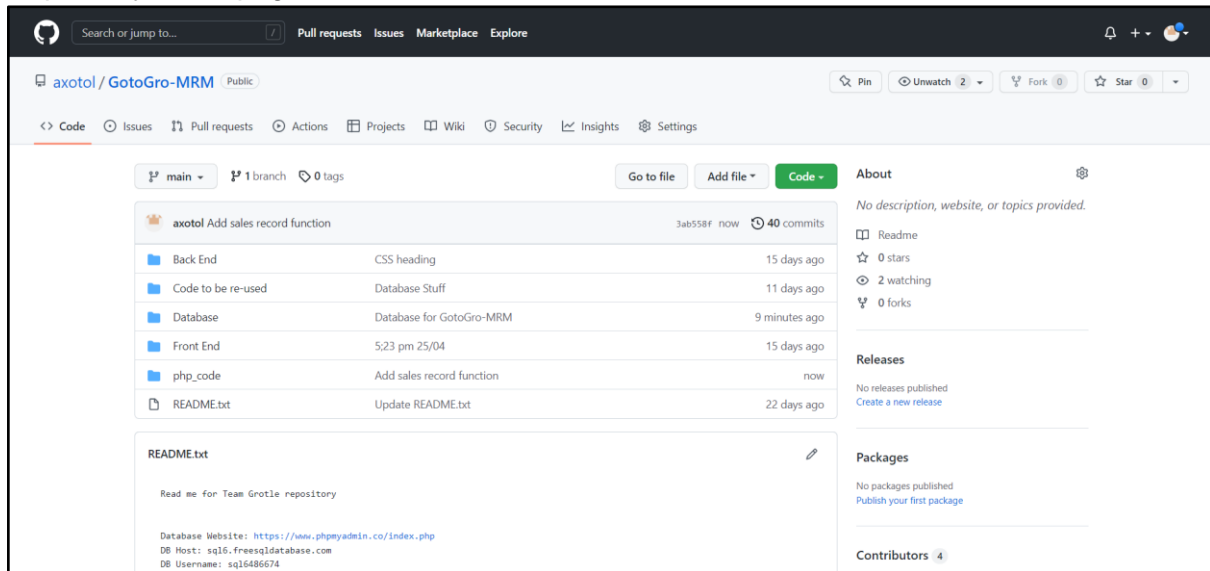 Search or jump to... / Pull requests Issues Marketplace Explore
axotol / GotoGro-MRM Public
Pin Unwatch 2 Fork 0 Star 0
Code Issues Pull requests Actions Projects Wiki Security Insights Settings
main 1 branch 0 tags Go to file Add file Code
axotol Add sales record function 3ab558f now 40 commits
Back End CSS heading 15 days ago
Code to be re-used Database Stuff 11 days ago
Database Database for GotoGro-MRM 9 minutes ago
Front End 5;23 pm 25/04 15 days ago
php_code Add sales record function now
README.txt Update README.txt 22 days ago
README.txt
Read me for Team Grotle repository
Database Website: https://www.phpmyadmin.co/index.php
DB Host: sql6.freesqldatabase.com
DB Username: sql6486674
About
No description, website, or topics provided.
Readme
0 stars
2 watching
0 forks
Releases
No releases published
Create a new release
Packages
No packages published
Publish your first package
Contributors 4